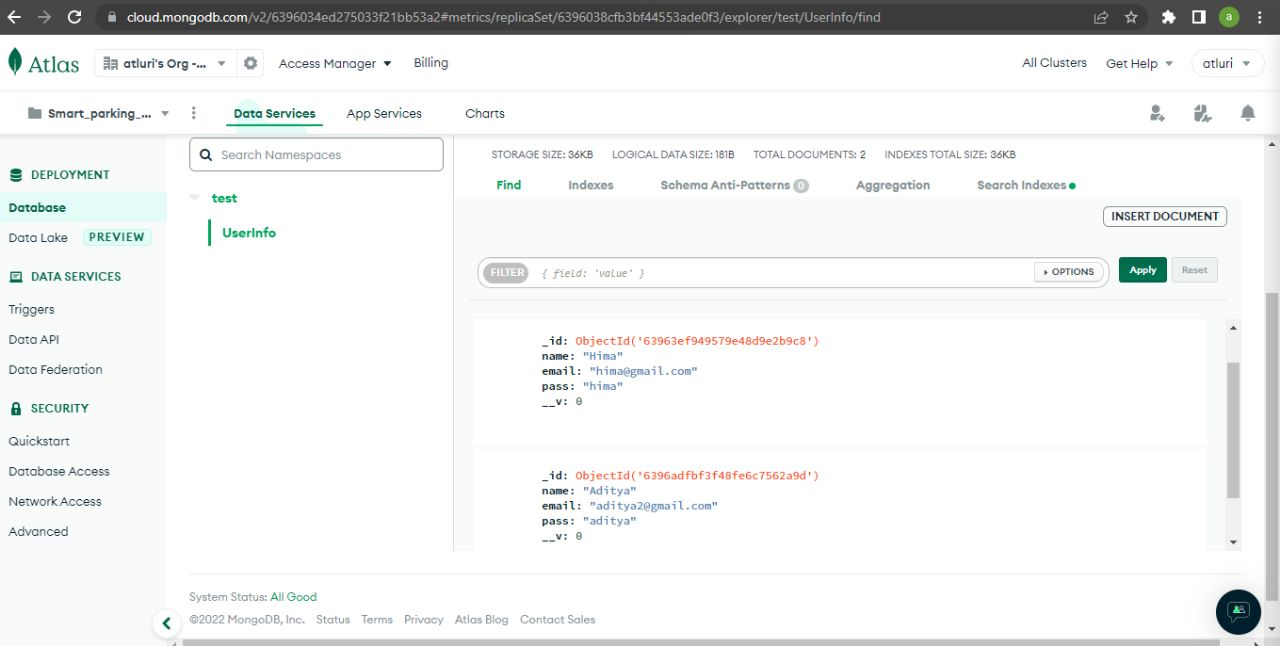 cloud.mongodb.com/v2/6396034ed275033f21bb53a2#metrics/replicaSet/6396038cfb3bf44553ade0f3/explorer/test/UserInfo/find
a
Atlas
atluri's Org -...
Access Manager
Billing
All Clusters
Get Help
atluri
Smart_parking_...
Data Services
App Services
Charts
DEPLOYMENT
Database
Data Lake PREVIEW
DATA SERVICES
Triggers
Data API
Data Federation
SECURITY
Quickstart
Database Access
Network Access
Advanced
Search Namespaces
test
UserInfo
STORAGE SIZE: 36KB LOGICAL DATA SIZE: 181B TOTAL DOCUMENTS: 2 INDEXES TOTAL SIZE: 36KB
Find Indexes Schema Anti-Patterns 0 Aggregation Search Indexes
INSERT DOCUMENT
FILTER { field: 'value' } OPTIONS Apply Reset
_id: ObjectId('63963ef949579e48d9e2b9c8')
name: "Hima"
email: "hima@gmail.com"
pass: "hima"
__v: 0
_id: ObjectId('6396adfbf3f48fe6c7562a9d')
name: "Aditya"
email: "aditya2@gmail.com"
pass: "aditya"
__v: 0
System Status: All Good
©2022 MongoDB, Inc. Status Terms Privacy Atlas Blog Contact Sales